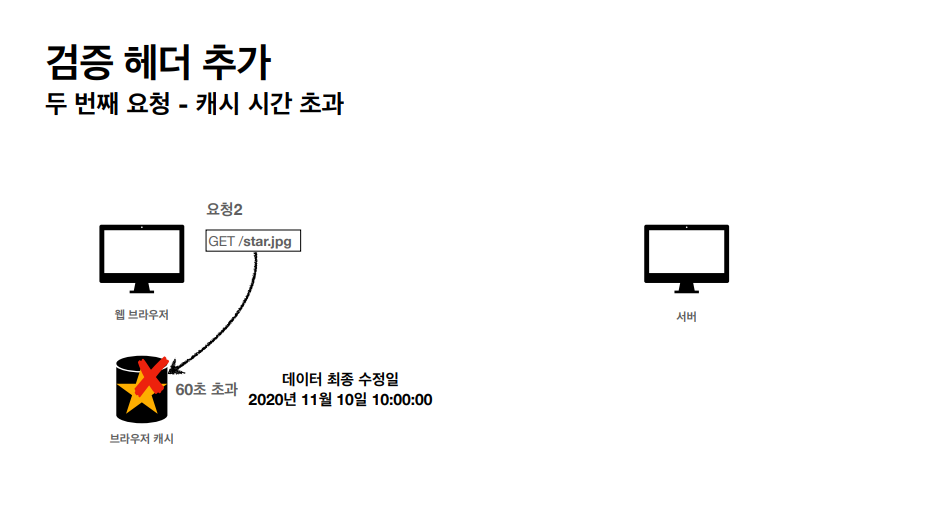 검증 헤더 추가
두 번째 요청 - 캐시 시간 초과
요청2
GET /star.jpg
웹 브라우저
서버
60초 초과
데이터 최종 수정일
2020년 11월 10일 10:00:00
브라우저 캐시